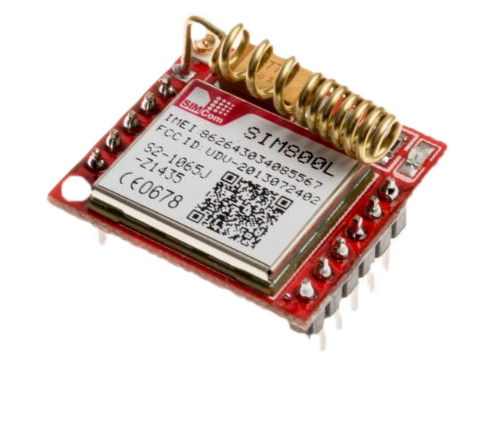 SIMCom
SIM800L
IMEI:862643034085567
FCC ID:UDV-2013072402
S2-1065J
-Z1435
CE0678